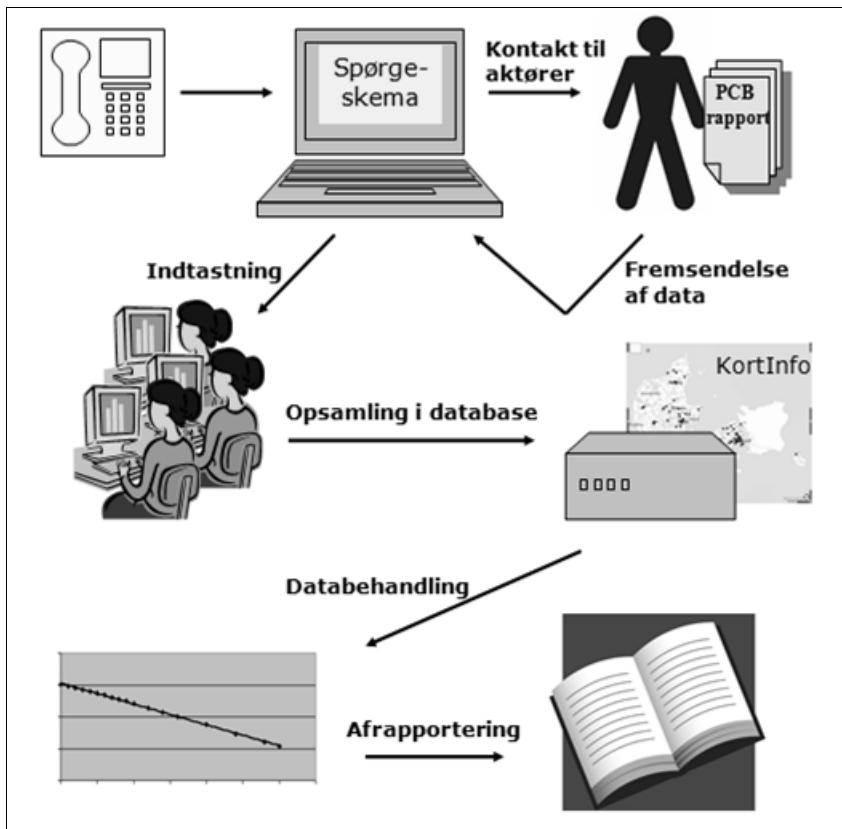 Spørge-
skema
Kontakt til
aktører
PCB
rapport
Indtastning
Fremsendelse
af data
KortInfo
Opsamling i database
Databehandling
Afrapportering